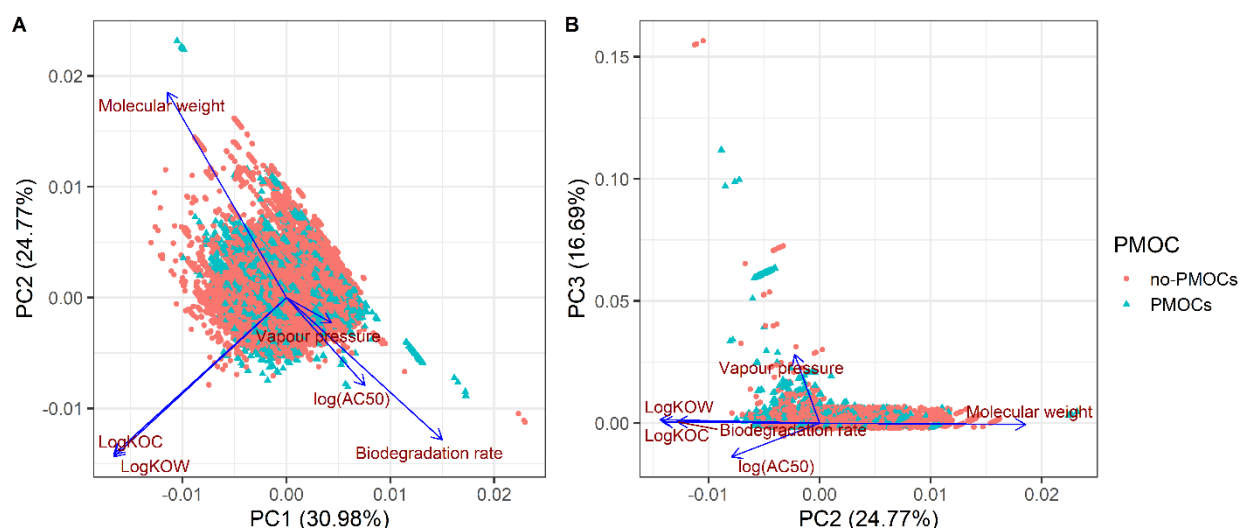 A
0.02
0.01
0.00
-0.01
PC2 (24.77%)
Molecular weight
Vapour pressure
log(AC50)
Biodegradation rate
LogKOC
LogKOW
-0.01
0.00
0.01
0.02
PC1 (30.98%)
B
0.15
0.10
0.05
0.00
PC3 (16.69%)
Vapour pressure
LogKOW
Molecular weight
LogKOC
Biodegradation rate
log(AC50)
-0.01
0.00
0.01
0.02
PC2 (24.77%)
PMOC
no-PMOCs
PMOCs